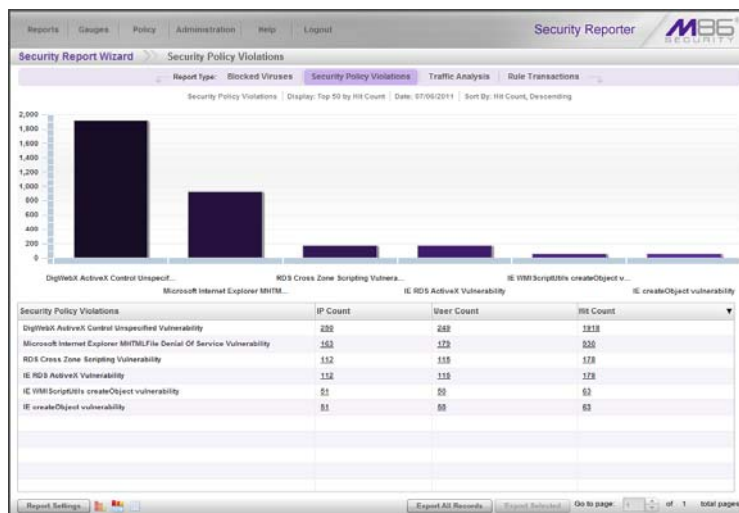 Reports Gauges Policy Administration Help Logout
Security Reporter
M86
SECURITY
Security Report Wizard Security Policy Violations
Report Type: Blocked Viruses Security Policy Violations Traffic Analysis Rule Transactions
Security Policy Violations | Display: Top 50 by Hit Count | Date: 07/06/2011 | Sort By: Hit Count, Descending
2,000
1,800
1,600
1,400
1,200
1,000
800
600
400
200
0
DigWebX ActiveX Control Unspecif...
RDS Cross Zone Scripting Vulnera...
IE WMIScriptUtils createObject v...
Microsoft Internet Explorer MHTM...
IE RDS ActiveX Vulnerability
IE createObject vulnerability
Security Policy Violations IP Count User Count Hit Count
DigWebX ActiveX Control Unspecified Vulnerability 249 1918
Microsoft Internet Explorer MHTMLFile Denial Of Service Vulnerability 163 179 930
RDS Cross Zone Scripting Vulnerability 112 115 178
IE RDS ActiveX Vulnerability 112 115 178
IE WMIScriptUtils createObject vulnerability 51 50 63
IE createObject vulnerability 51 63
Report Settings
Export All Records Export Selected Go to page: 1 of 1 total pages